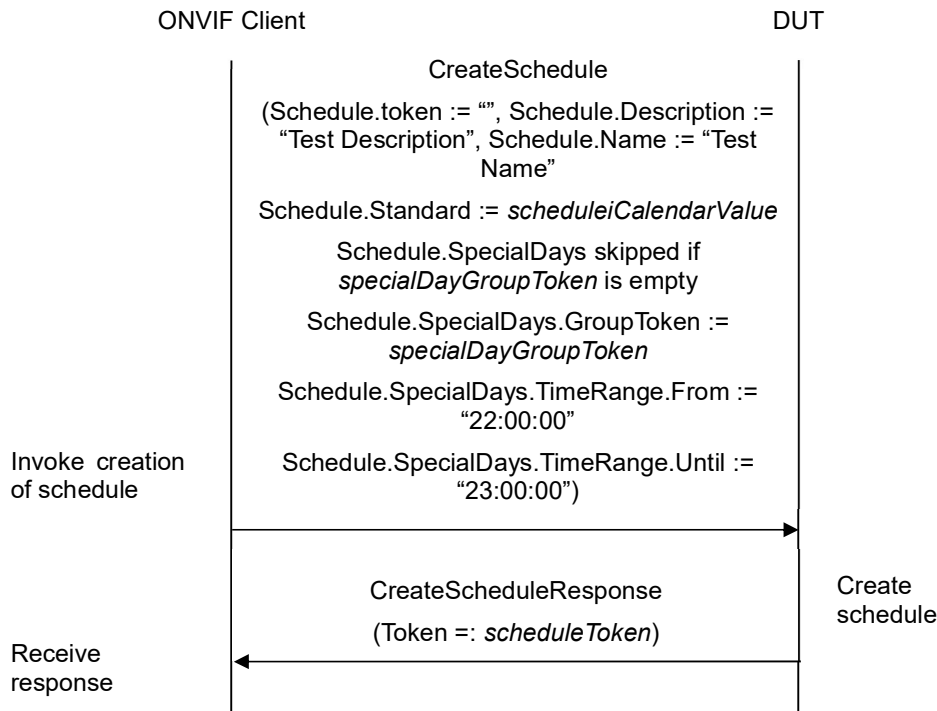 ONVIF Client
DUT
CreateSchedule
(Schedule.token := “”, Schedule.Description :=
“Test Description”, Schedule.Name := “Test
Name”
Schedule.Standard := scheduleiCalendarValue
Schedule.SpecialDays skipped if
specialDayGroupToken is empty
Schedule.SpecialDays.GroupToken :=
specialDayGroupToken
Schedule.SpecialDays.TimeRange.From :=
“22:00:00”
Invoke creation
of schedule
Schedule.SpecialDays.TimeRange.Until :=
“23:00:00”)
CreateScheduleResponse
(Token =: scheduleToken)
Create
schedule
Receive
response